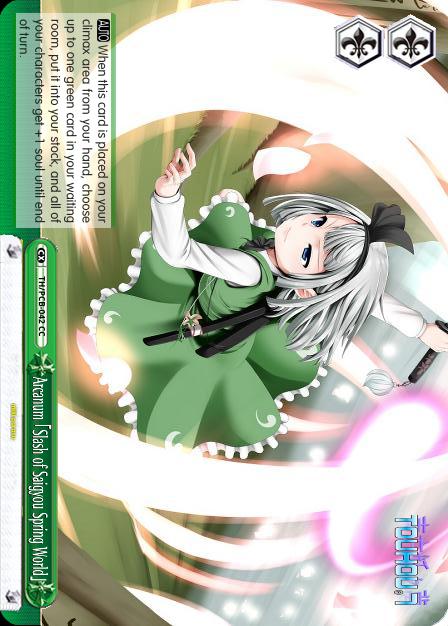 AUTO When this card is placed on your
climax area from your hand, choose
up to one green card in your waiting
room, put it into your stock, and all of
your characters get +1 soul until end
of turn.
CX TH/PCB-042 CC
Arcanum「Slash of Saigyou Spring World」
TOUHOU